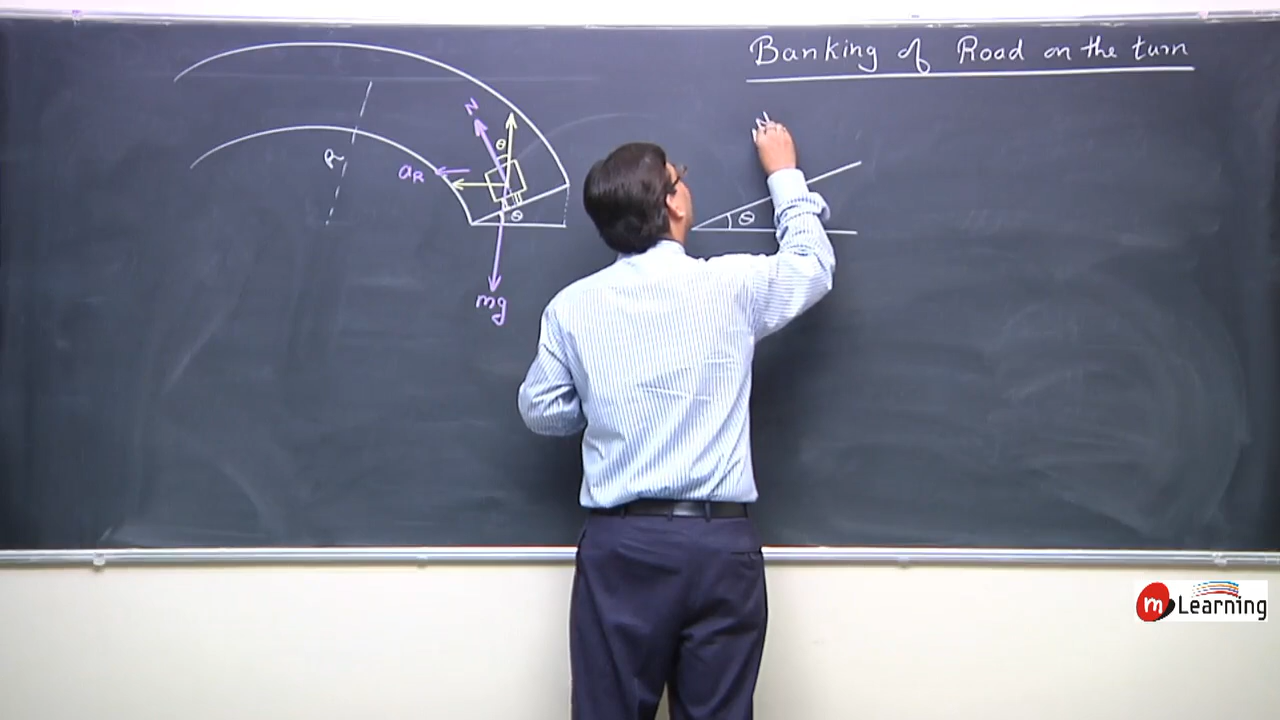 Banking of Road on the turn
N
θ
r
aR
θ
mg
θ
m Learning